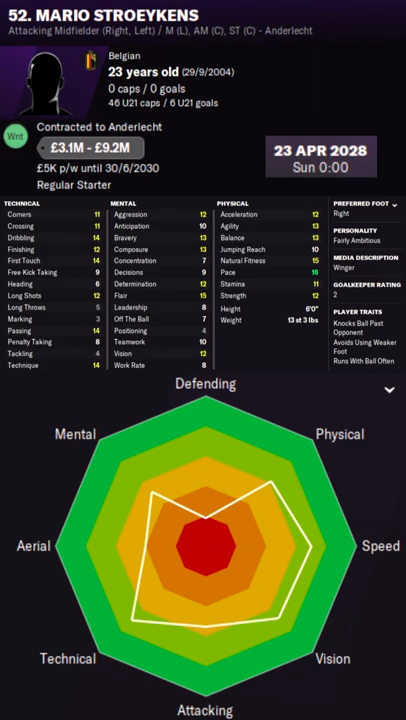 52. MARIO STROEYKENS
Attacking Midfielder (Right, Left) / M (L), AM (C), ST (C) - Anderlecht
Belgian
23 years old (29/9/2004)
0 caps / 0 goals
46 U21 caps / 6 U21 goals
Wnt
Contracted to Anderlecht
£3.1M - £9.2M
£5K p/w until 30/6/2030
Regular Starter
23 APR 2028
Sun 0:00
TECHNICAL
Corners 11
Crossing 11
Dribbling 14
Finishing 12
First Touch 14
Free Kick Taking 9
Heading 6
Long Shots 12
Long Throws 5
Marking 3
Passing 14
Penalty Taking 8
Tackling 4
Technique 14
MENTAL
Aggression 12
Anticipation 10
Bravery 13
Composure 13
Concentration 7
Decisions 9
Determination 12
Flair 15
Leadership 8
Off The Ball 7
Positioning 4
Teamwork 10
Vision 12
Work Rate 8
PHYSICAL
Acceleration 12
Agility 13
Balance 13
Jumping Reach 10
Natural Fitness 15
Pace 16
Stamina 11
Strength 12
Height 6'0"
Weight 13 st 3 lbs
PREFERRED FOOT
Right
PERSONALITY
Fairly Ambitious
MEDIA DESCRIPTION
Winger
GOALKEEPER RATING
2
PLAYER TRAITS
Knocks Ball Past
Opponent
Avoids Using Weaker
Foot
Runs With Ball Often
Defending
Mental
Physical
Aerial
Speed
Technical
Vision
Attacking